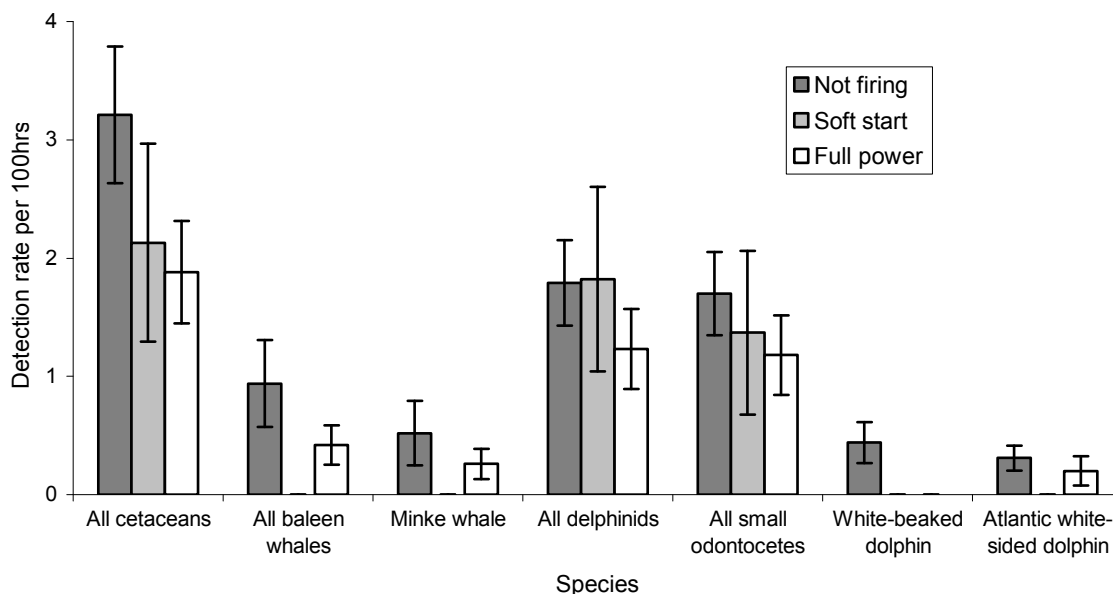 4
3
2
1
0
Detection rate per 100hrs
Not firing
Soft start
Full power
All cetaceans
All baleen
whales
Minke whale
All delphinids
All small
odontocetes
White-beaked
dolphin
Atlantic white-
sided dolphin
Species